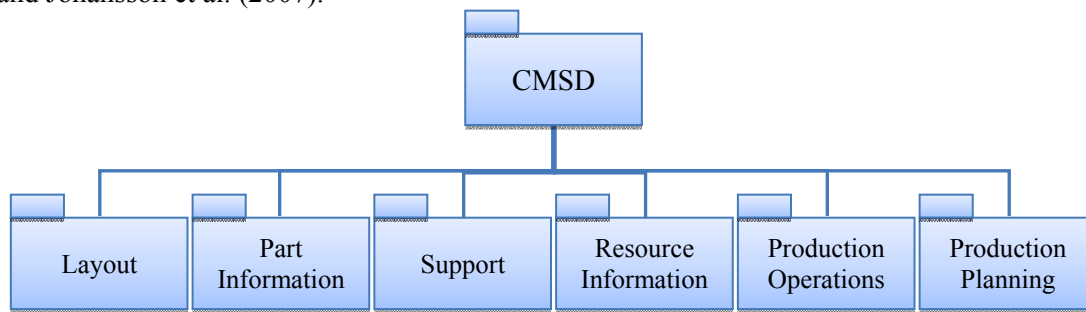 and Johansson et al. (2007).
CMSD
Layout
Part
Information
Support
Resource
Information
Production
Operations
Production
Planning